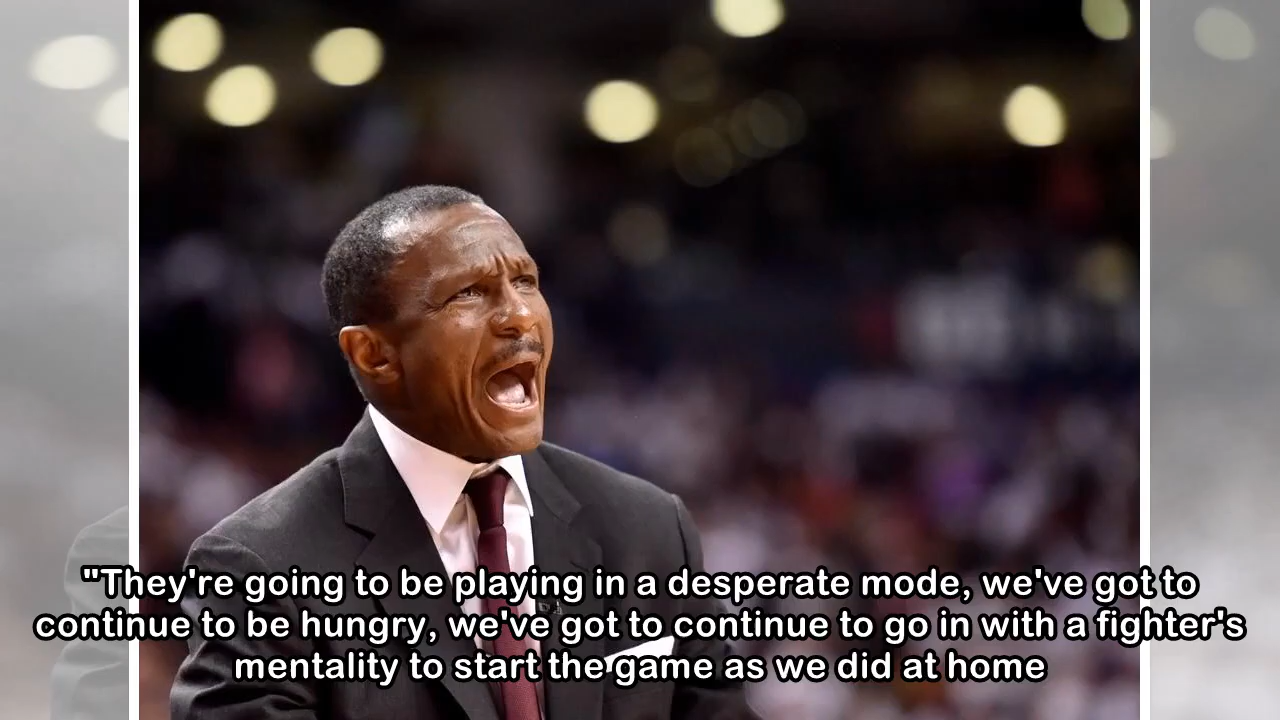 "They're going to be playing in a desperate mode, we've got to
continue to be hungry, we've got to continue to go in with a fighter's
mentality to start the game as we did at home